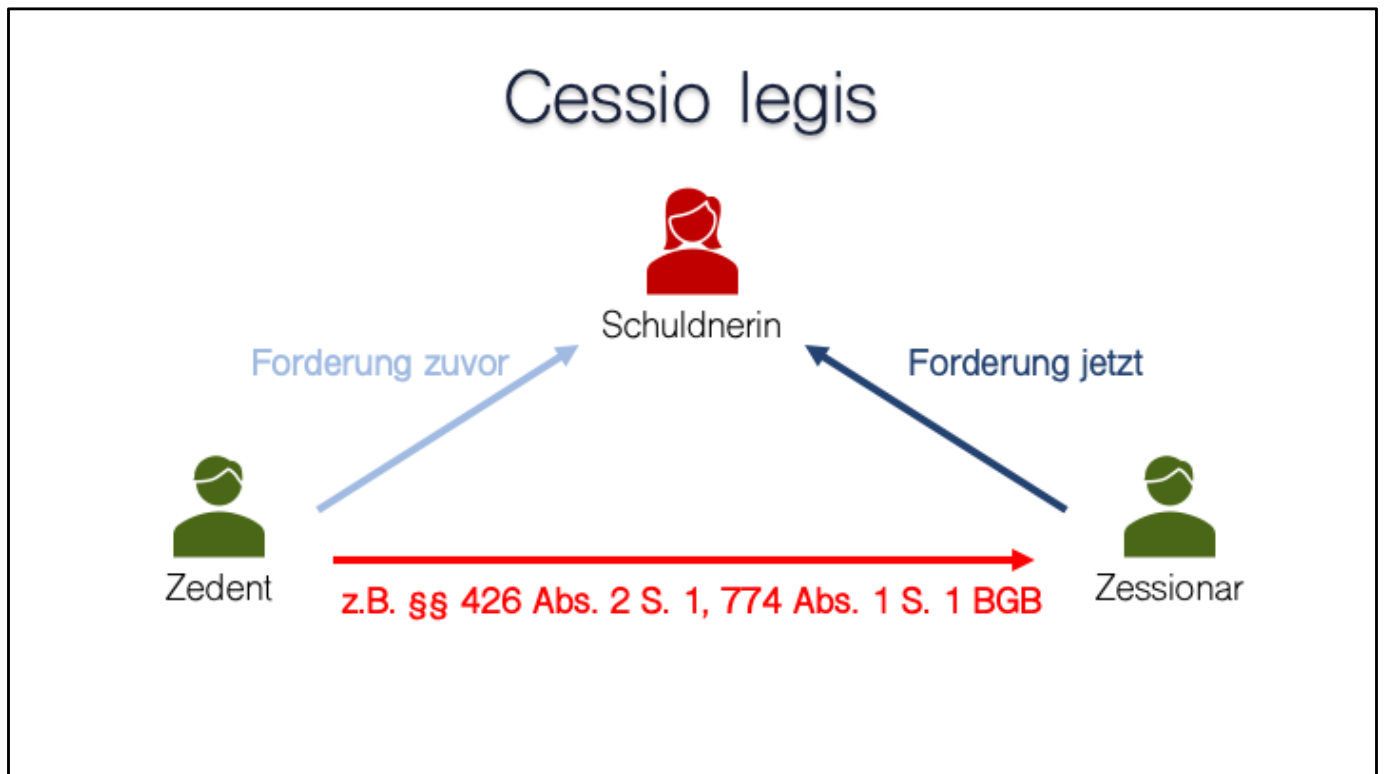 Cessio legis
Schuldnerin
Forderung zuvor
Forderung jetzt
Zedent
z.B. §§ 426 Abs. 2 S. 1, 774 Abs. 1 S. 1 BGB
Zessionar